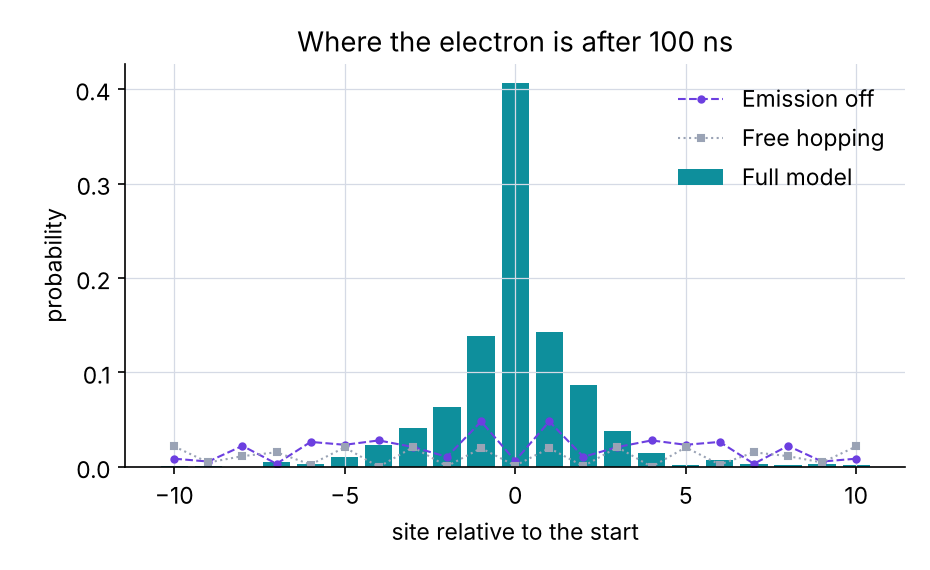 Where the electron is after 100 ns
Emission off
Free hopping
Full model
probability
0.4
0.3
0.2
0.1
0.0
−10
−5
0
5
10
site relative to the start